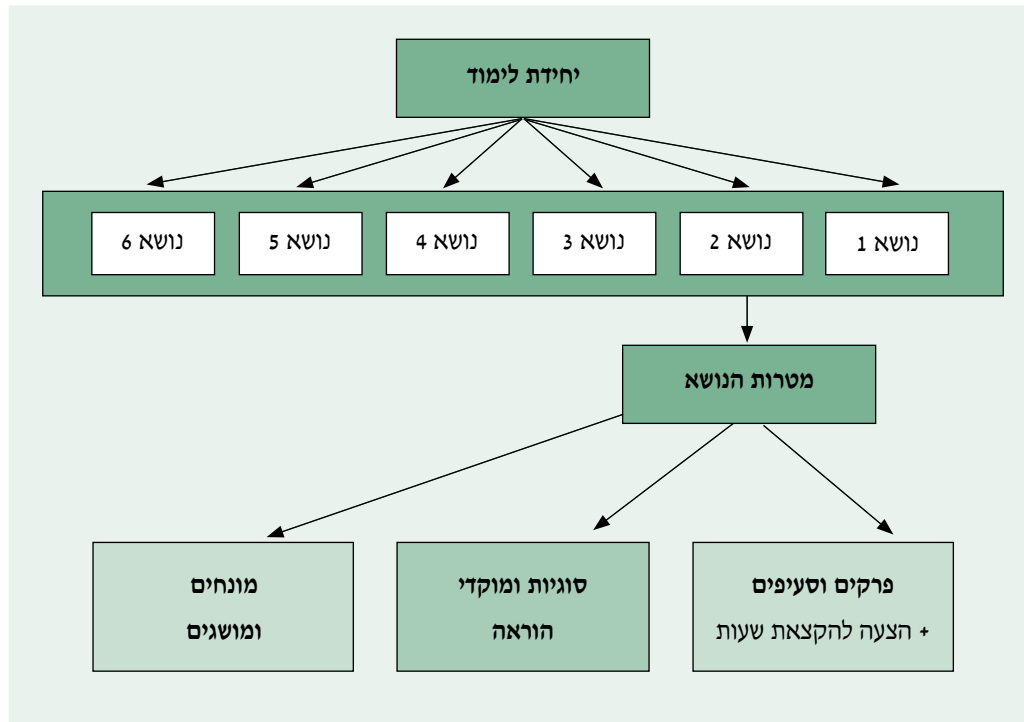 יחידת לימוד
נושא 1
נושא 2
נושא 3
נושא 4
נושא 5
נושא 6
מטרות הנושא
פרקים וסעיפים
+ הצעה להקצאת שעות
סוגיות ומוקדי
הוראה
מונחים
ומושגים